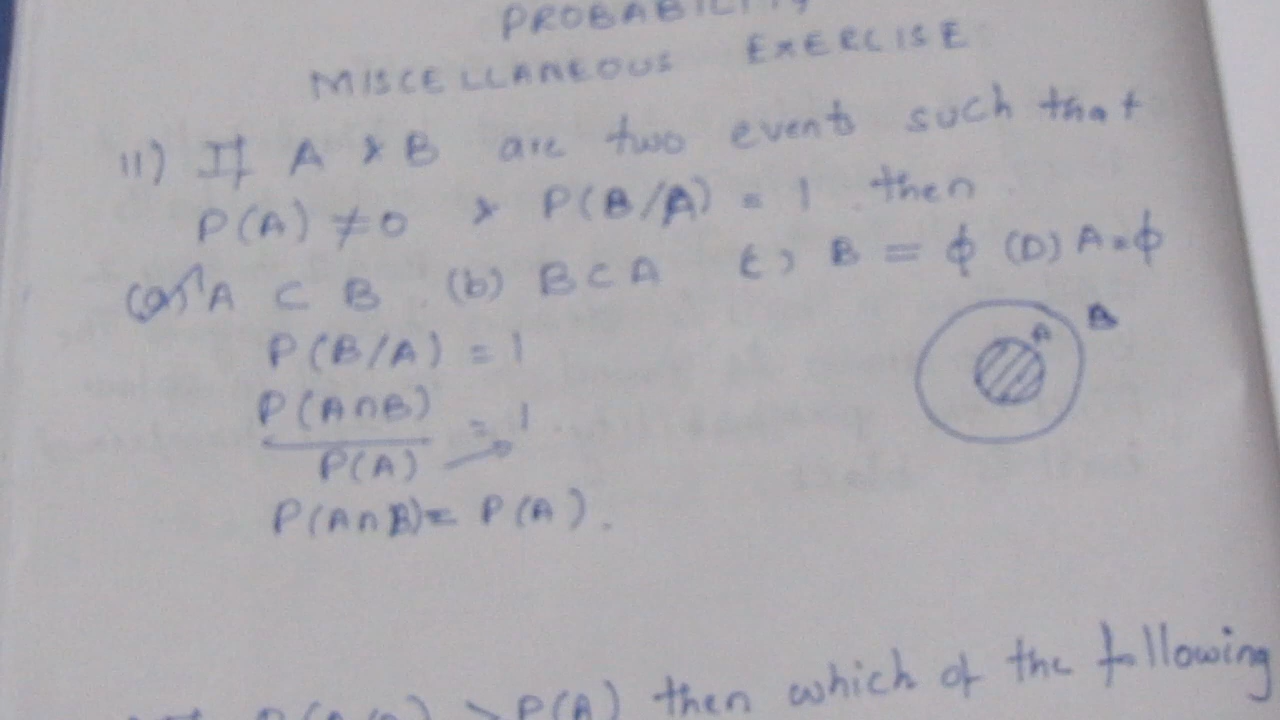 PROBABILITY
MISCELLANEOUS EXERCISE
11) If A & B are two events such that
P(A) ≠ 0 & P(B/A) = 1 then
(a) A ⊂ B (b) B ⊂ A (c) B = ϕ (D) A = ϕ
P(B/A) = 1
A B
P(A∩B)
= 1
P(A)
P(A∩B) = P(A).
> P(A) then which of the following